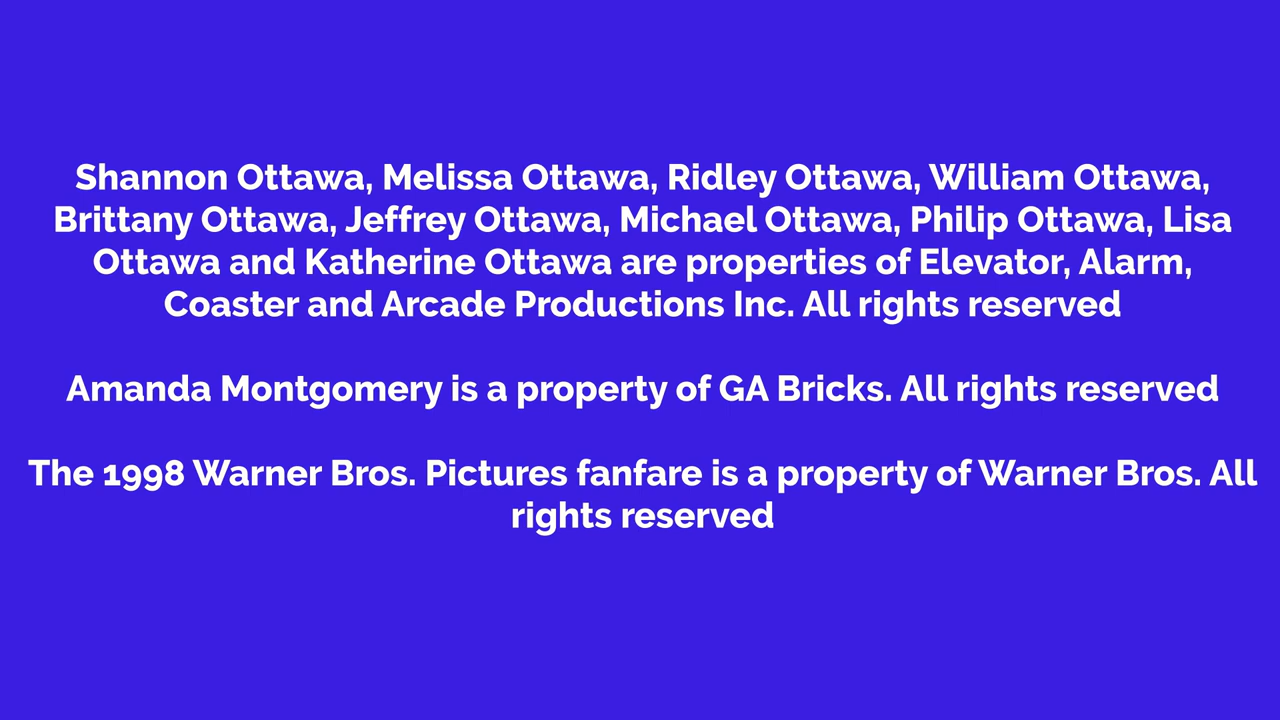 Shannon Ottawa, Melissa Ottawa, Ridley Ottawa, William Ottawa,
Brittany Ottawa, Jeffrey Ottawa, Michael Ottawa, Philip Ottawa, Lisa
Ottawa and Katherine Ottawa are properties of Elevator, Alarm,
Coaster and Arcade Productions Inc. All rights reserved
Amanda Montgomery is a property of GA Bricks. All rights reserved
The 1998 Warner Bros. Pictures fanfare is a property of Warner Bros. All
rights reserved